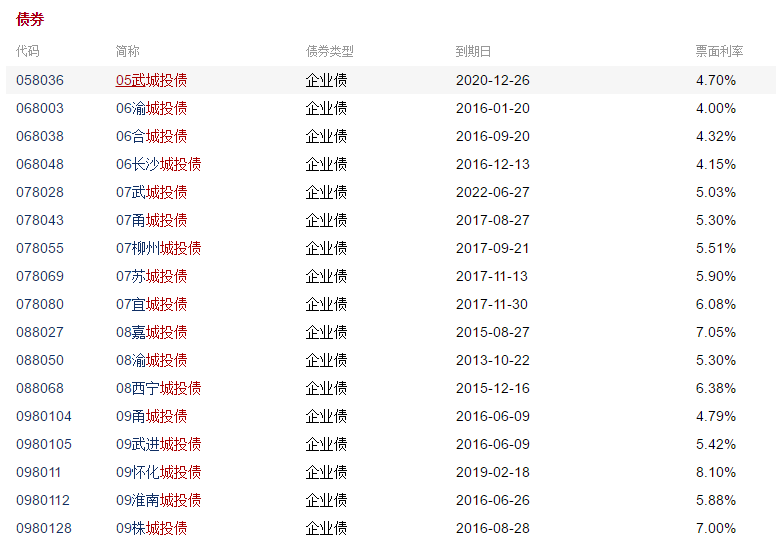 债券
代码 简称 债券类型 到期日 票面利率
058036 05武城投债 企业债 2020-12-26 4.70%
068003 06渝城投债 企业债 2016-01-20 4.00%
068038 06合城投债 企业债 2016-09-20 4.32%
068048 06长沙城投债 企业债 2016-12-13 4.15%
078028 07武城投债 企业债 2022-06-27 5.03%
078043 07甬城投债 企业债 2017-08-27 5.30%
078055 07柳州城投债 企业债 2017-09-21 5.51%
078069 07苏城投债 企业债 2017-11-13 5.90%
078080 07宜城投债 企业债 2017-11-30 6.08%
088027 08嘉城投债 企业债 2015-08-27 7.05%
088050 08渝城投债 企业债 2013-10-22 5.30%
088068 08西宁城投债 企业债 2015-12-16 6.38%
0980104 09甬城投债 企业债 2016-06-09 4.79%
0980105 09武进城投债 企业债 2016-06-09 5.42%
098011 09怀化城投债 企业债 2019-02-18 8.10%
0980112 09淮南城投债 企业债 2016-06-26 5.88%
0980128 09株城投债 企业债 2016-08-28 7.00%